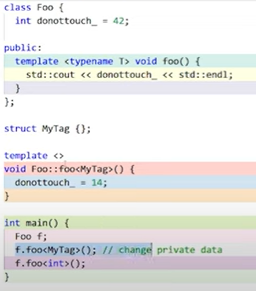 class Foo {
int donottouch_ = 42;
public:
template <typename T> void foo() {
std::cout << donottouch_ << std::endl;
}
};
struct MyTag {};
template <>
void Foo::foo<MyTag>() {
donottouch_ = 14;
}
int main() {
Foo f;
f.foo<MyTag>(); // change private data
f.foo<int>();
}